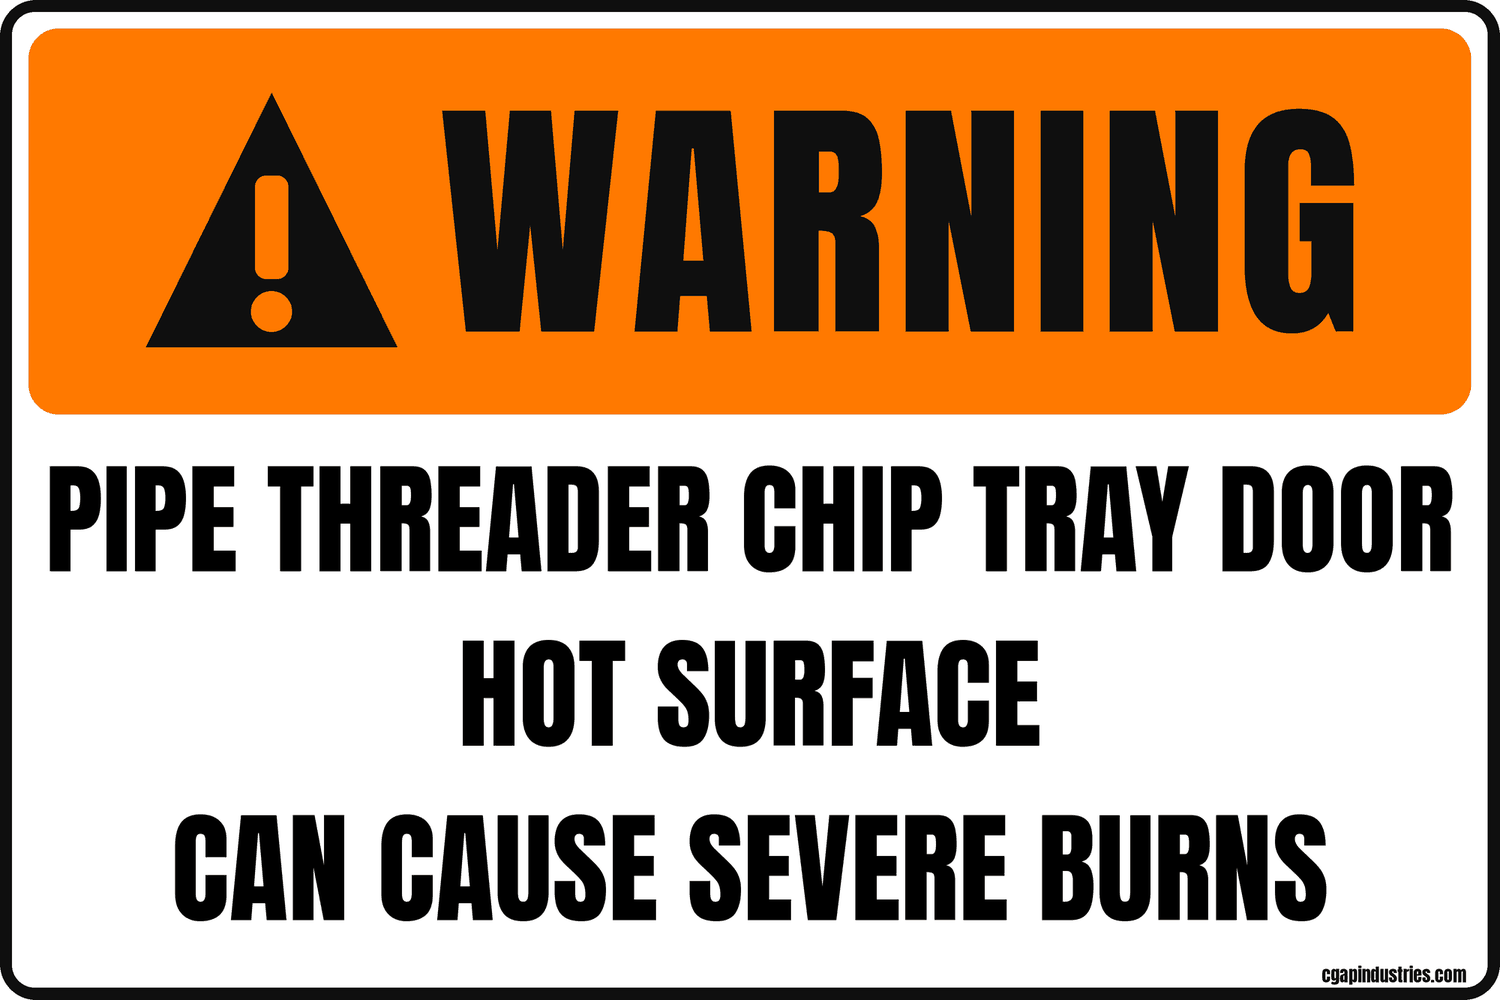 WARNING
PIPE THREADER CHIP TRAY DOOR
HOT SURFACE
CAN CAUSE SEVERE BURNS
cgapindustries.com